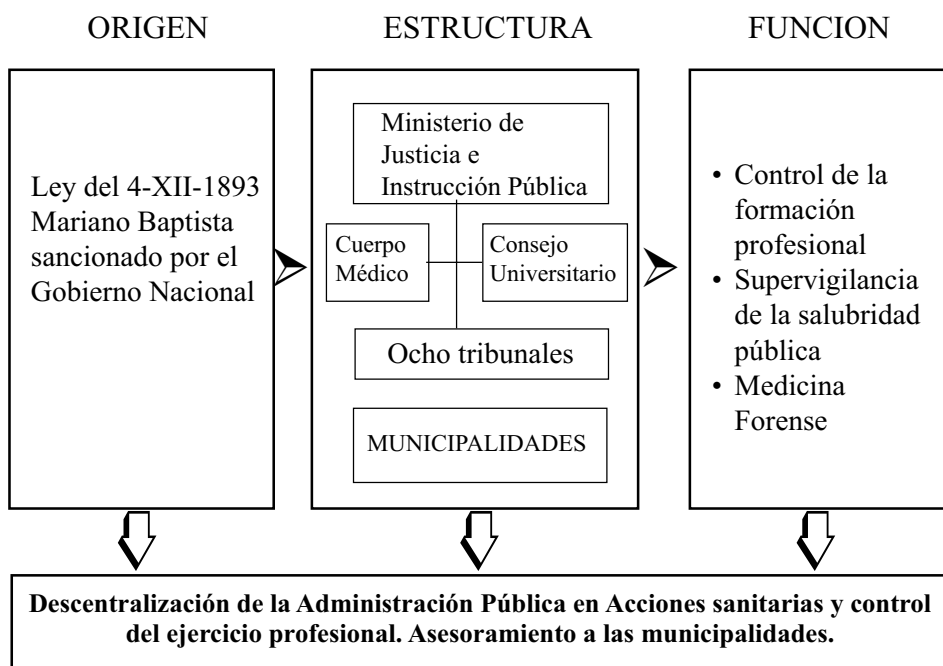 ORIGEN
ESTRUCTURA
FUNCION
Ley del 4-XII-1893
Mariano Baptista
sancionado por el
Gobierno Nacional
Ministerio de
Justicia e
Instrucción Pública
Cuerpo
Médico
Consejo
Universitario
Ocho tribunales
MUNICIPALIDADES
• Control de la
formación
profesional
• Supervigilancia
de la salubridad
pública
• Medicina
Forense
Descentralización de la Administración Pública en Acciones sanitarias y control
del ejercicio profesional. Asesoramiento a las municipalidades.